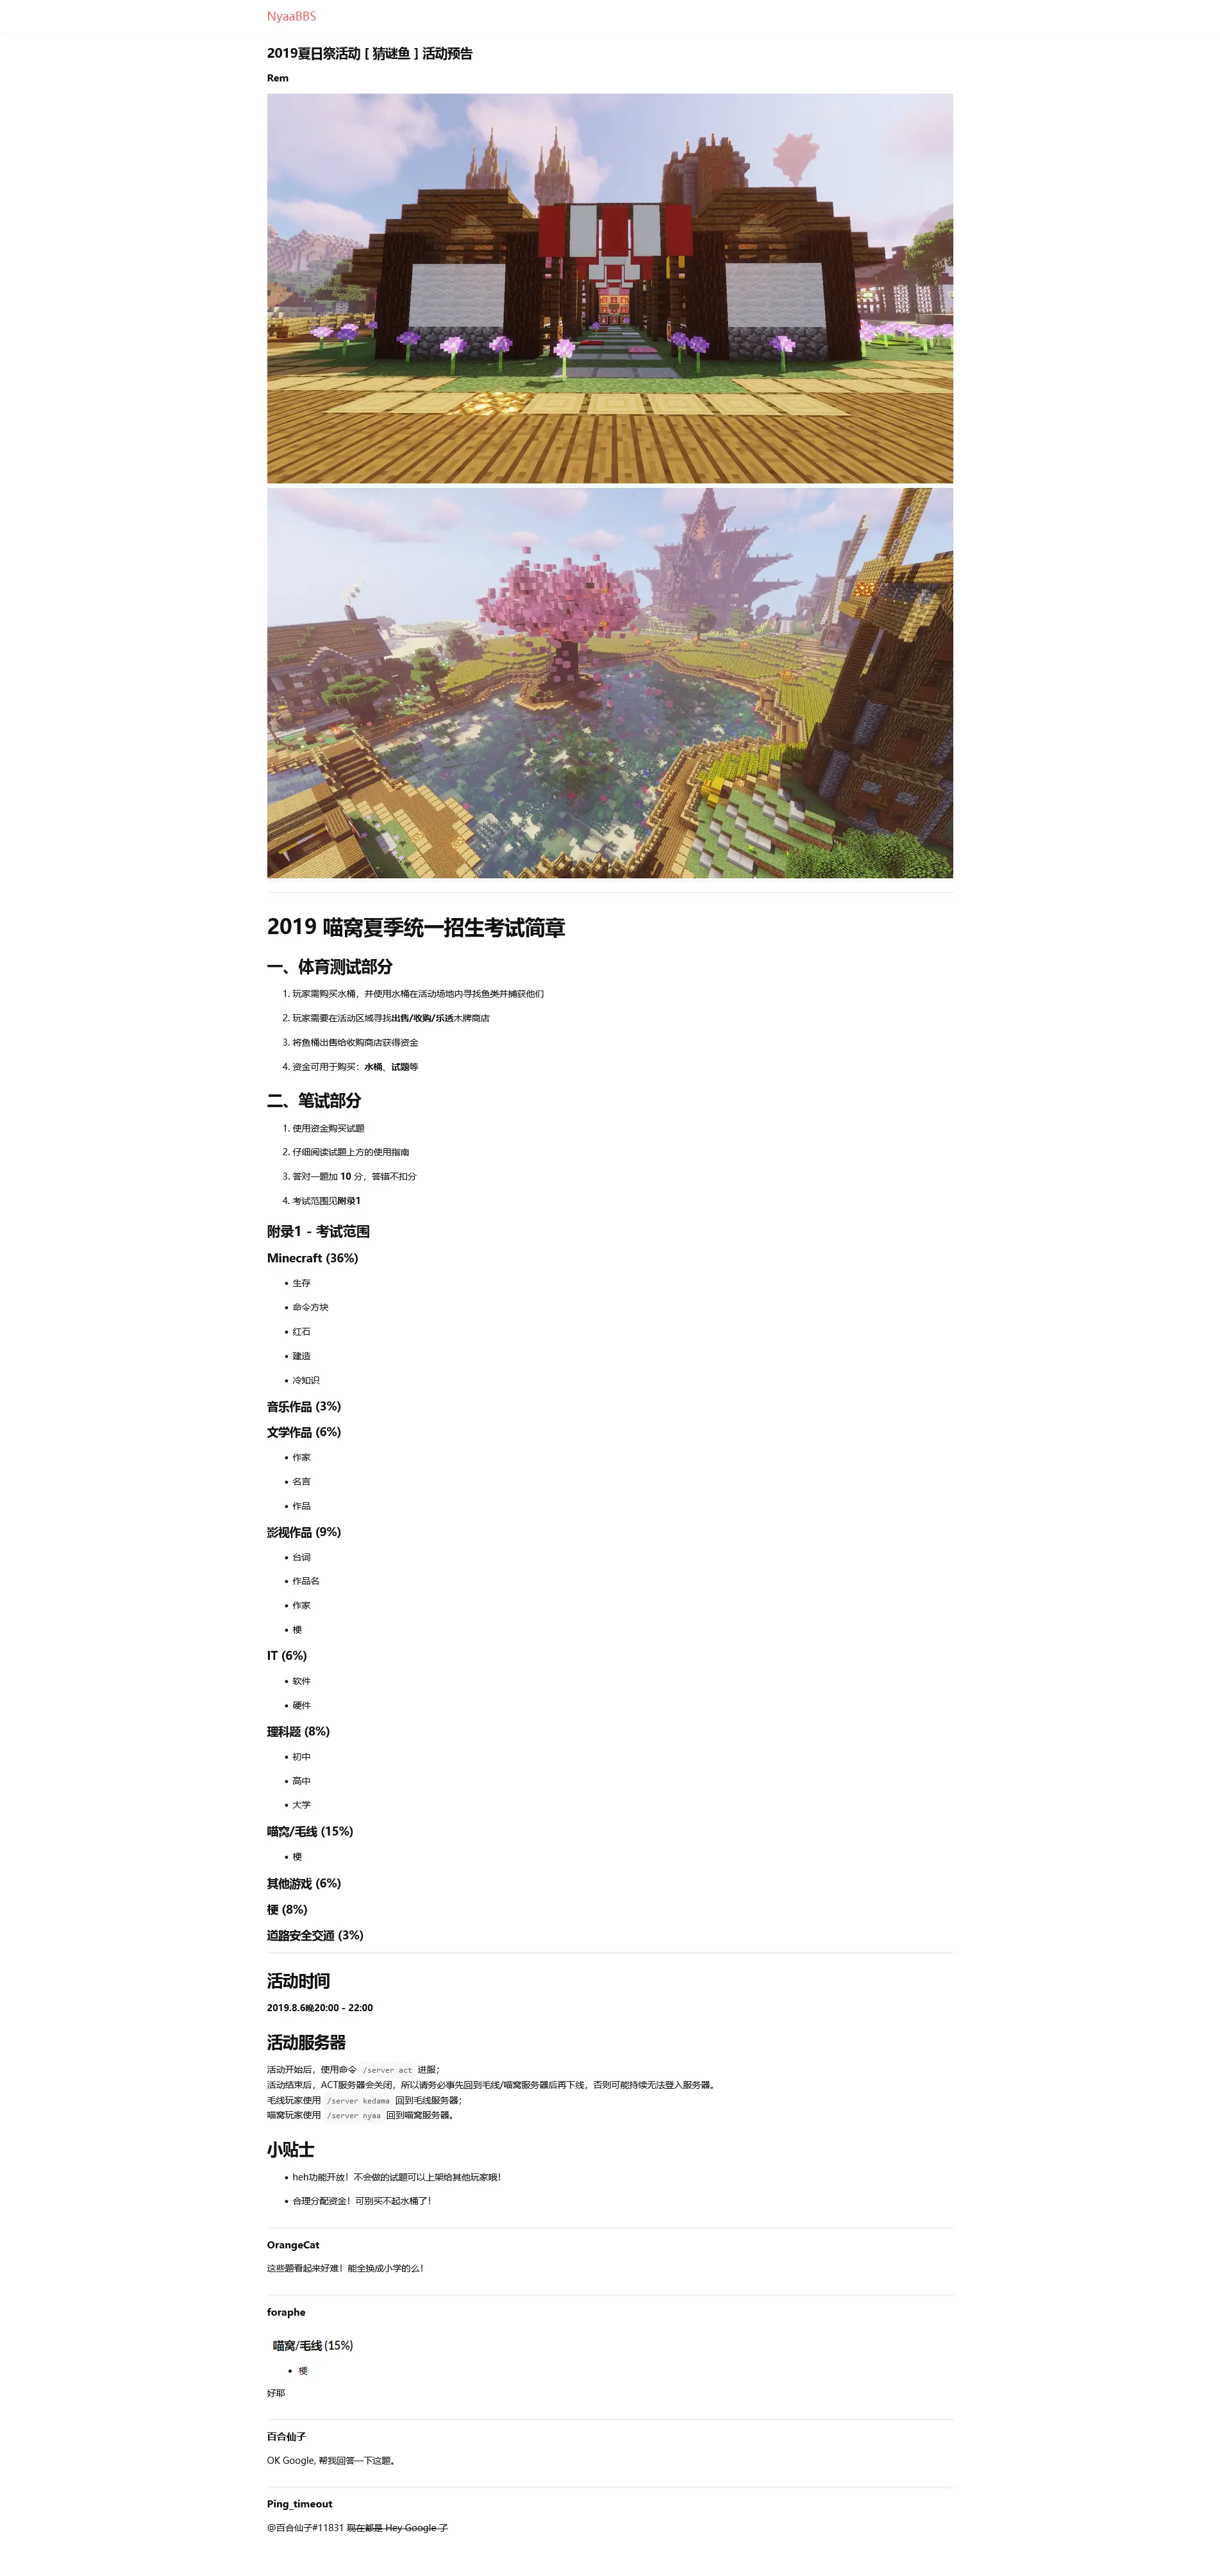 NyaaBBS
2019夏日祭活动 [ 猜谜鱼 ] 活动预告
Rem
2019 喵窝夏季统一招生考试简章
一、体育测试部分
1. 玩家需购买水桶，并使用水桶在活动场地内寻找鱼类并捕获他们
2. 玩家需要在活动区域寻找出售/收购/乐透木牌商店
3. 将鱼桶出售给收购商店获得资金
4. 资金可用于购买：水桶、试题等
二、笔试部分
1. 使用资金购买试题
2. 仔细阅读试题上方的使用指南
3. 答对一题加 10 分，答错不扣分
4. 考试范围见附录1
附录1 - 考试范围
Minecraft (36%)
• 生存
• 命令方块
• 红石
• 建造
• 冷知识
音乐作品 (3%)
文学作品 (6%)
• 作家
• 名言
• 作品
影视作品 (9%)
• 台词
• 作品名
• 作家
• 梗
IT (6%)
• 软件
• 硬件
理科题 (8%)
• 初中
• 高中
• 大学
喵窝/毛线 (15%)
• 梗
其他游戏 (6%)
梗 (8%)
道路安全交通 (3%)
活动时间
2019.8.6晚20:00 - 22:00
活动服务器
活动开始后，使用命令 /server act 进服；
活动结束后，ACT服务器会关闭，所以请务必事先回到毛线/喵窝服务器后再下线，否则可能持续无法登入服务器。
毛线玩家使用 /server kedama 回到毛线服务器；
喵窝玩家使用 /server nyaa 回到喵窝服务器。
小贴士
• heh功能开放！不会做的试题可以上架给其他玩家哦！
• 合理分配资金！可别买不起水桶了！
OrangeCat
这些题看起来好难！能全换成小学的么！
foraphe
喵窝/毛线 (15%)
• 梗
好耶
百合仙子
OK Google, 帮我回答一下这题。
Ping_timeout
@百合仙子#11831 现在都是 Hey Google 了